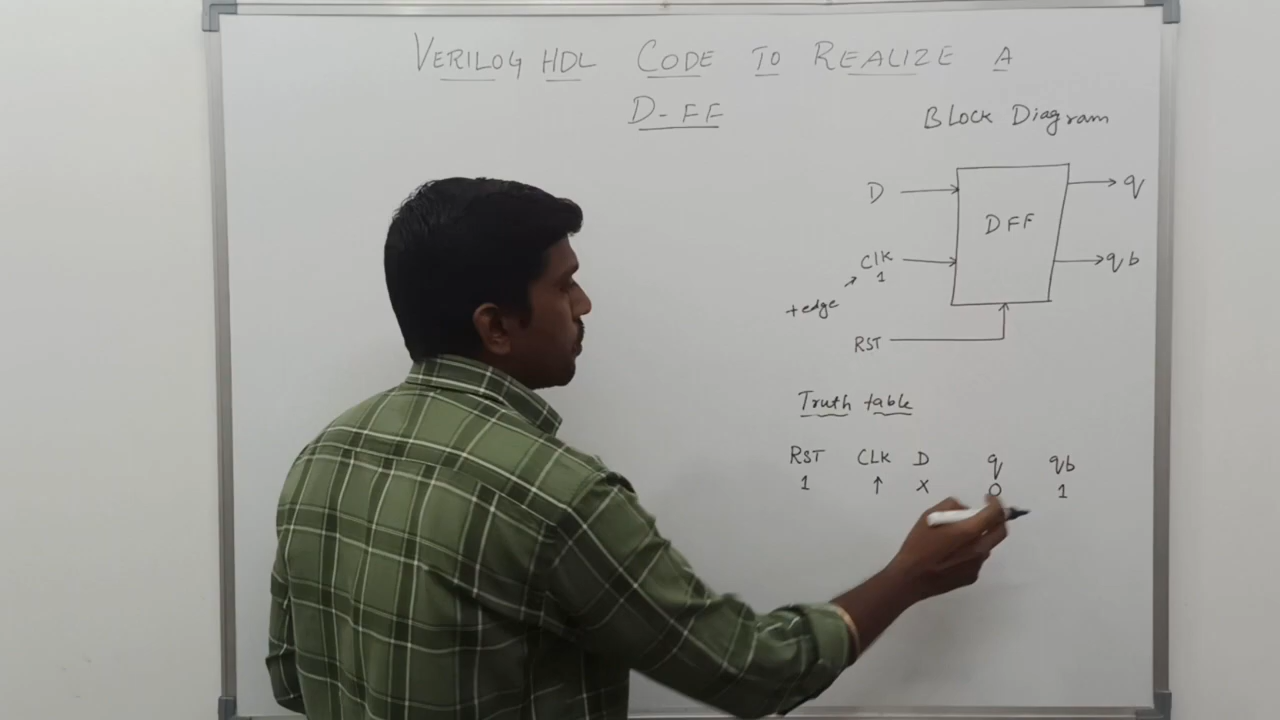 VERILOG HDL CODE TO REALIZE A
D-FF
Block Diagram
D
q
DFF
Clk
qb
1
+edge
RST
Truth table
RST CLK D q qb
1 ↑ X 0 1